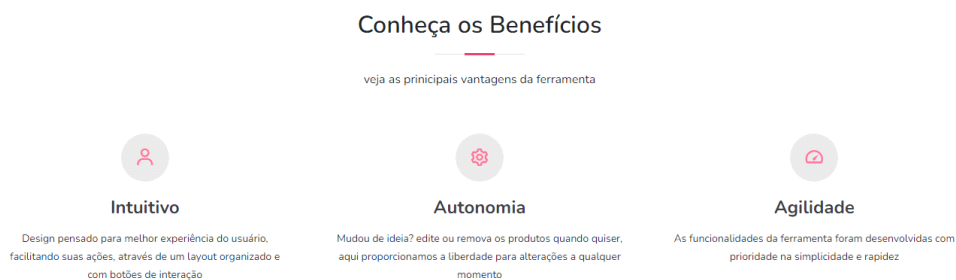 Conheça os Benefícios
veja as prinicipais vantagens da ferramenta
Intuitivo
Design pensado para melhor experiência do usuário,
facilitando suas ações, através de um layout organizado e
com botões de interação
Autonomia
Mudou de ideia? edite ou remova os produtos quando quiser,
aqui proporcionamos a liberdade para alterações a qualquer
momento
Agilidade
As funcionalidades da ferramenta foram desenvolvidas com
prioridade na simplicidade e rapidez